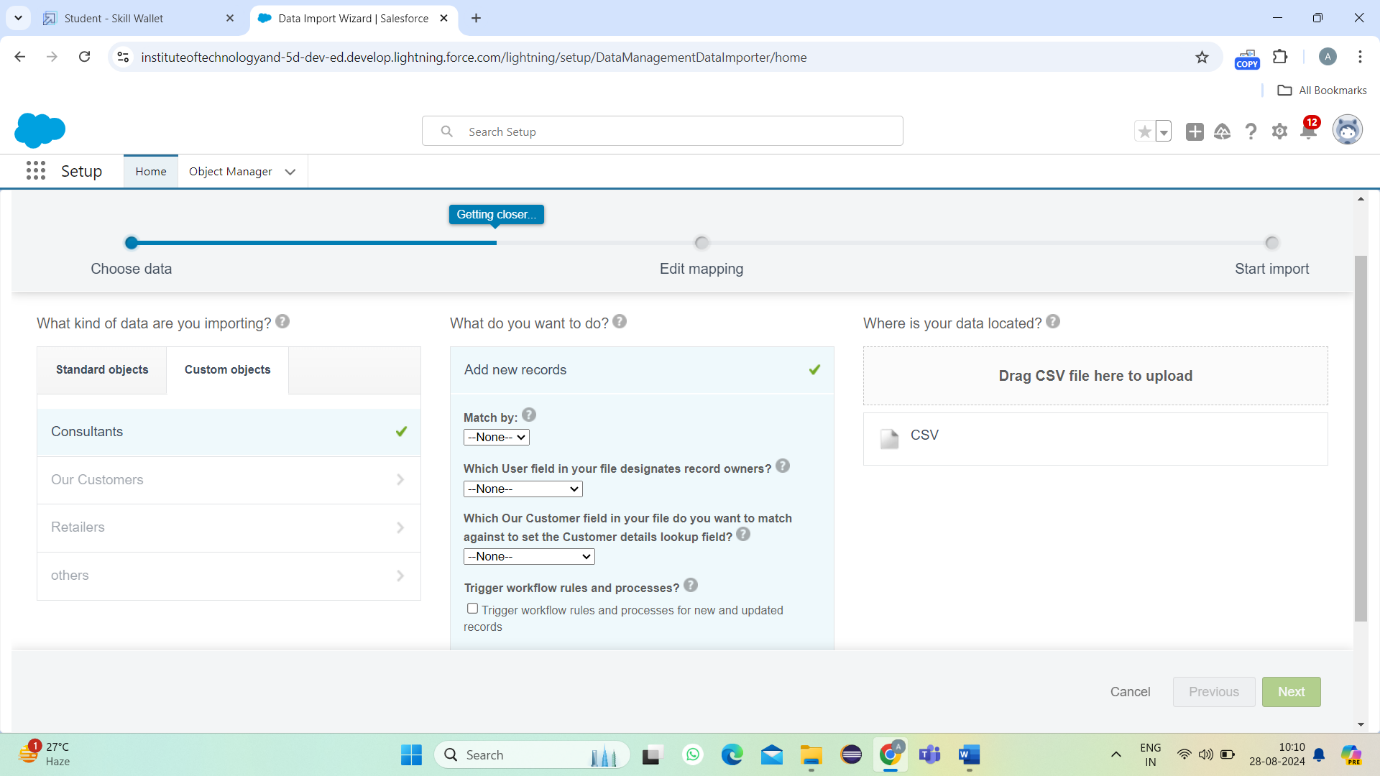 Student - Skill Wallet
Data Import Wizard | Salesforce
instituteoftechnologyand-5d-dev-ed.develop.lightning.force.com/lightning/setup/DataManagementDataImporter/home
COPY
A
All Bookmarks
Search Setup
12
Setup
Home
Object Manager
Getting closer...
Choose data
Edit mapping
Start import
What kind of data are you importing? ?
What do you want to do? ?
Where is your data located? ?
Standard objects
Custom objects
Consultants
Our Customers
Retailers
others
Add new records
Match by: ?
--None--
Which User field in your file designates record owners? ?
--None--
Which Our Customer field in your file do you want to match
against to set the Customer details lookup field? ?
--None--
Trigger workflow rules and processes? ?
Trigger workflow rules and processes for new and updated
records
Drag CSV file here to upload
CSV
Cancel
Previous
Next
1
27°C
Haze
Search
A
ENG
IN
10:10
28-08-2024
PRE